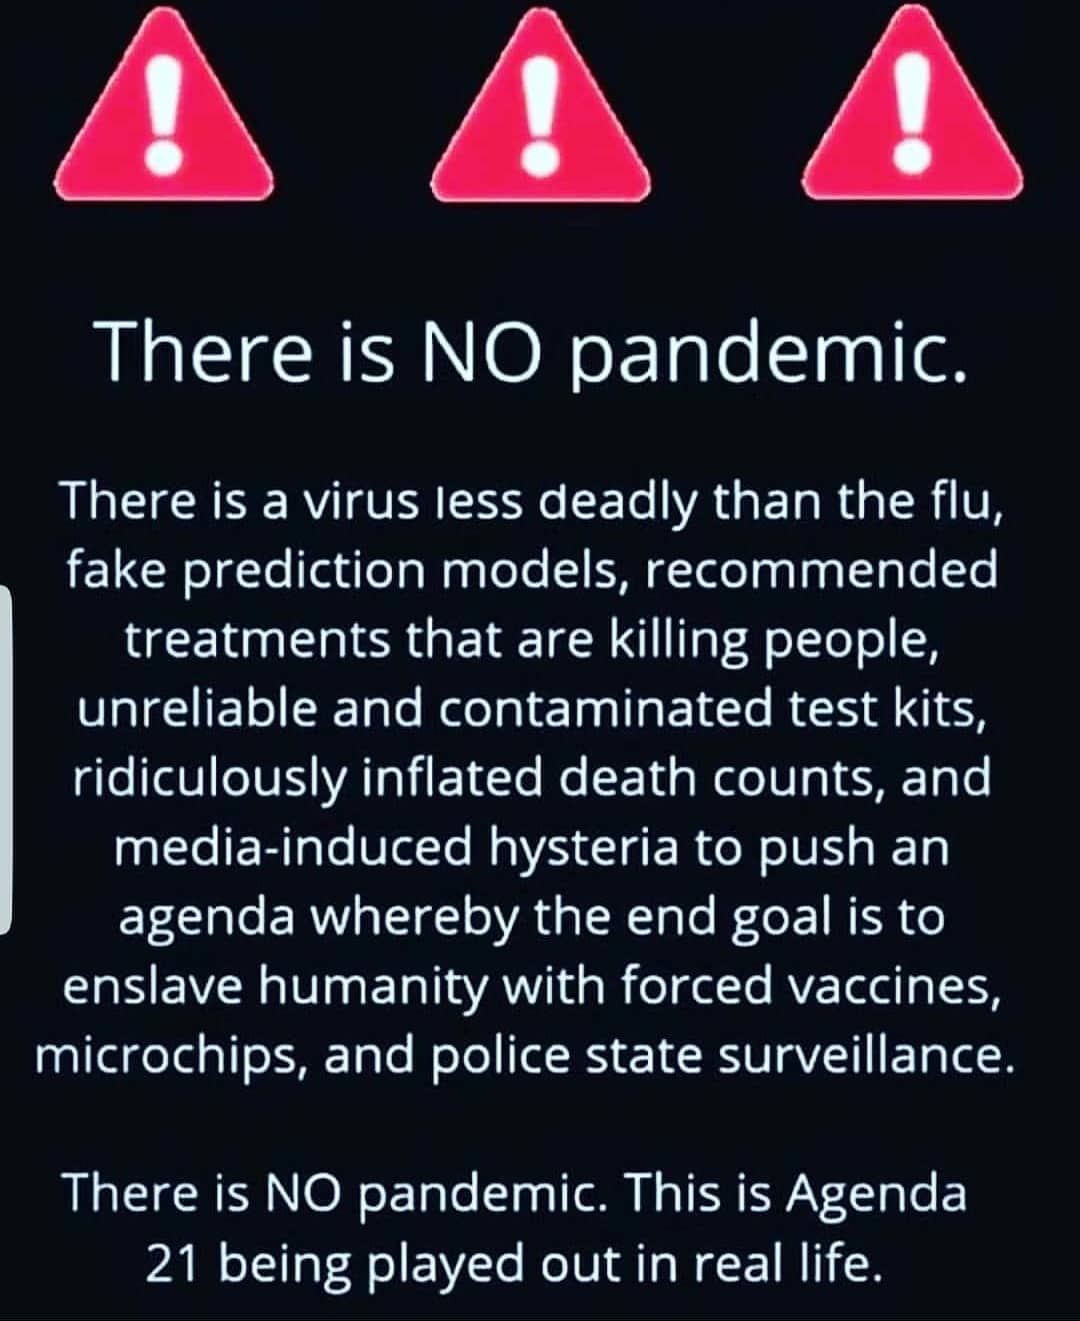 There is NO pandemic.
There is a virus less deadly than the flu,
fake prediction models, recommended
treatments that are killing people,
unreliable and contaminated test kits,
ridiculously inflated death counts, and
media-induced hysteria to push an
agenda whereby the end goal is to
enslave humanity with forced vaccines,
microchips, and police state surveillance.
There is NO pandemic. This is Agenda
21 being played out in real life.